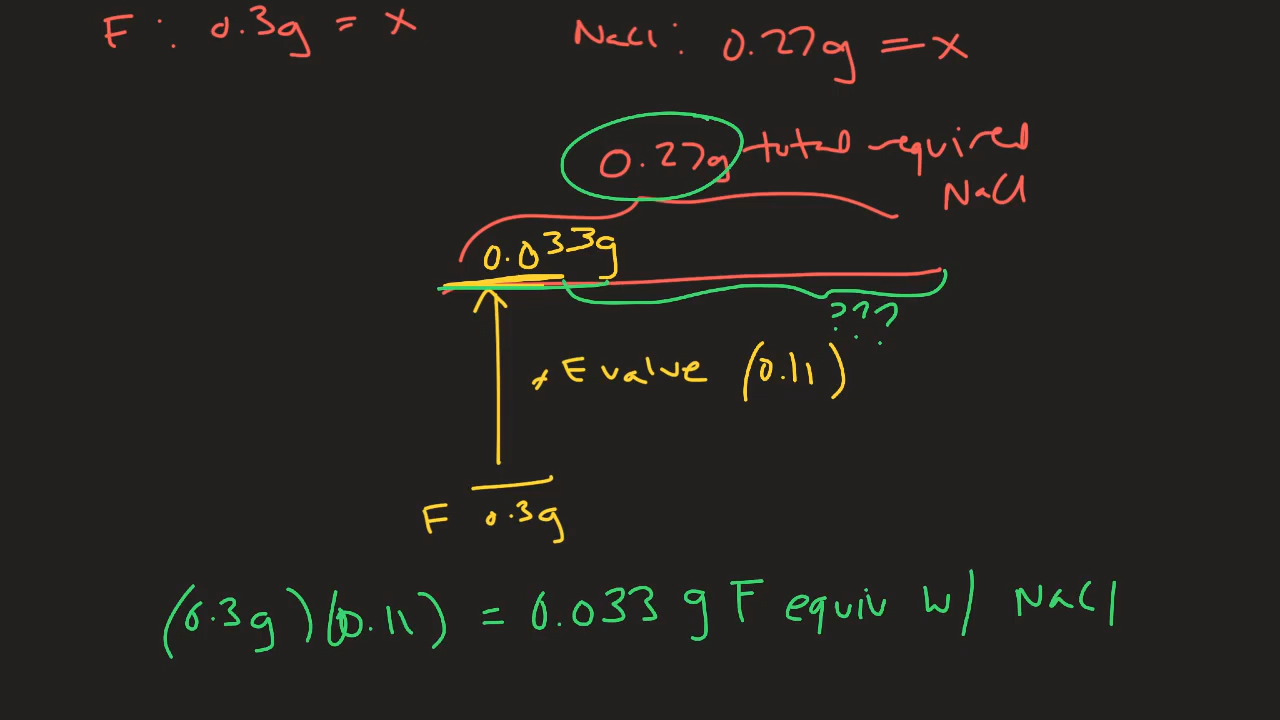 F: 0.3g = x
NaCl: 0.27g = x
0.27g total required
NaCl
0.033g
???
* E value (0.11)
F 0.3g
(0.3g)(0.11) = 0.033 g F equiv w/ NaCl